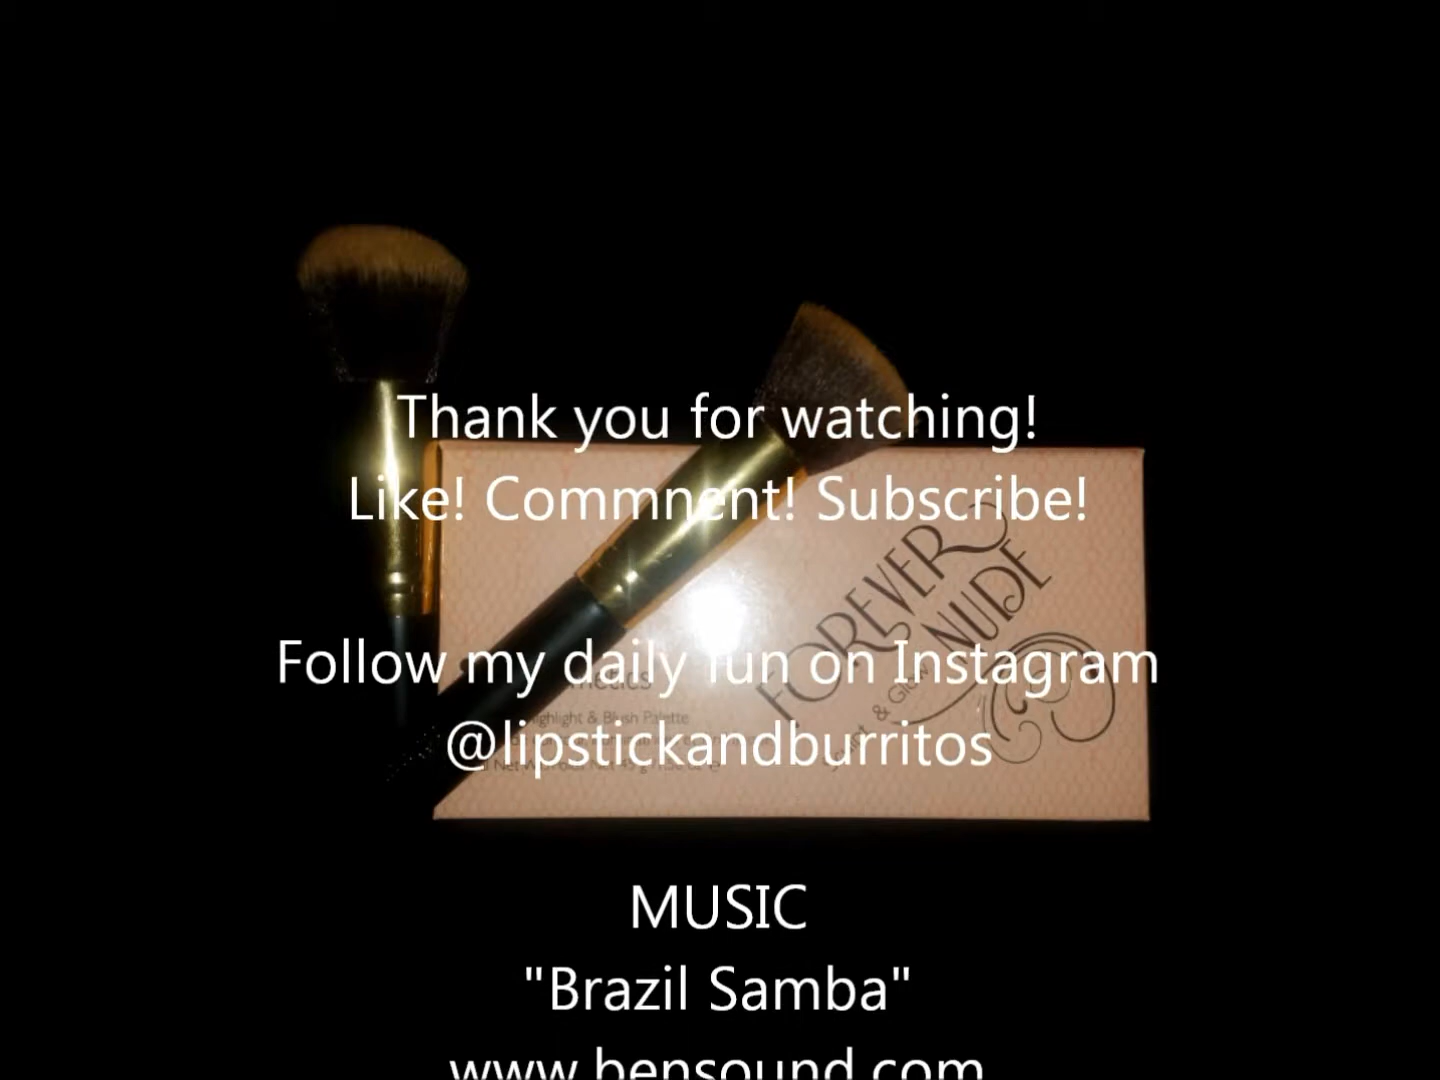 Thank you for watching!
Like! Commnent! Subscribe!
Follow my daily fun on Instagram
@lipstickandburritos
MUSIC
"Brazil Samba"
www.bensound.com
FOREVER
NUDE
& Glow
Highlight & Blush Palette